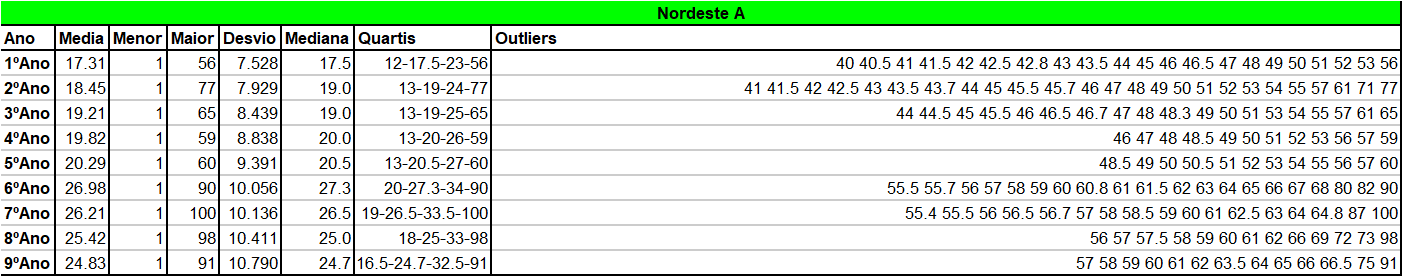 Nordeste A
Ano Media Menor Maior Desvio Mediana Quartis Outliers
1ºAno 17.31 1 56 7.528 17.5 12-17.5-23-56 40 40.5 41 41.5 42 42.5 42.8 43 43.5 44 45 46 46.5 47 48 49 50 51 52 53 56
2ºAno 18.45 1 77 7.929 19.0 13-19-24-77 41 41.5 42 42.5 43 43.5 43.7 44 45 45.5 45.7 46 47 48 49 50 51 52 53 54 55 57 61 71 77
3ºAno 19.21 1 65 8.439 19.0 13-19-25-65 44 44.5 45 45.5 46 46.5 46.7 47 48 48.3 49 50 51 53 54 55 57 61 65
4ºAno 19.82 1 59 8.838 20.0 13-20-26-59 46 47 48 48.5 49 50 51 52 53 56 57 59
5ºAno 20.29 1 60 9.391 20.5 13-20.5-27-60 48.5 49 50 50.5 51 52 53 54 55 56 57 60
6ºAno 26.98 1 90 10.056 27.3 20-27.3-34-90 55.5 55.7 56 57 58 59 60 60.8 61 61.5 62 63 64 65 66 67 68 80 82 90
7ºAno 26.21 1 100 10.136 26.5 19-26.5-33.5-100 55.4 55.5 56 56.5 56.7 57 58 58.5 59 60 61 62.5 63 64 64.8 87 100
8ºAno 25.42 1 98 10.411 25.0 18-25-33-98 56 57 57.5 58 59 60 61 62 66 69 72 73 98
9ºAno 24.83 1 91 10.790 24.7 16.5-24.7-32.5-91 57 58 59 60 61 62 63.5 64 65 66 66.5 75 91